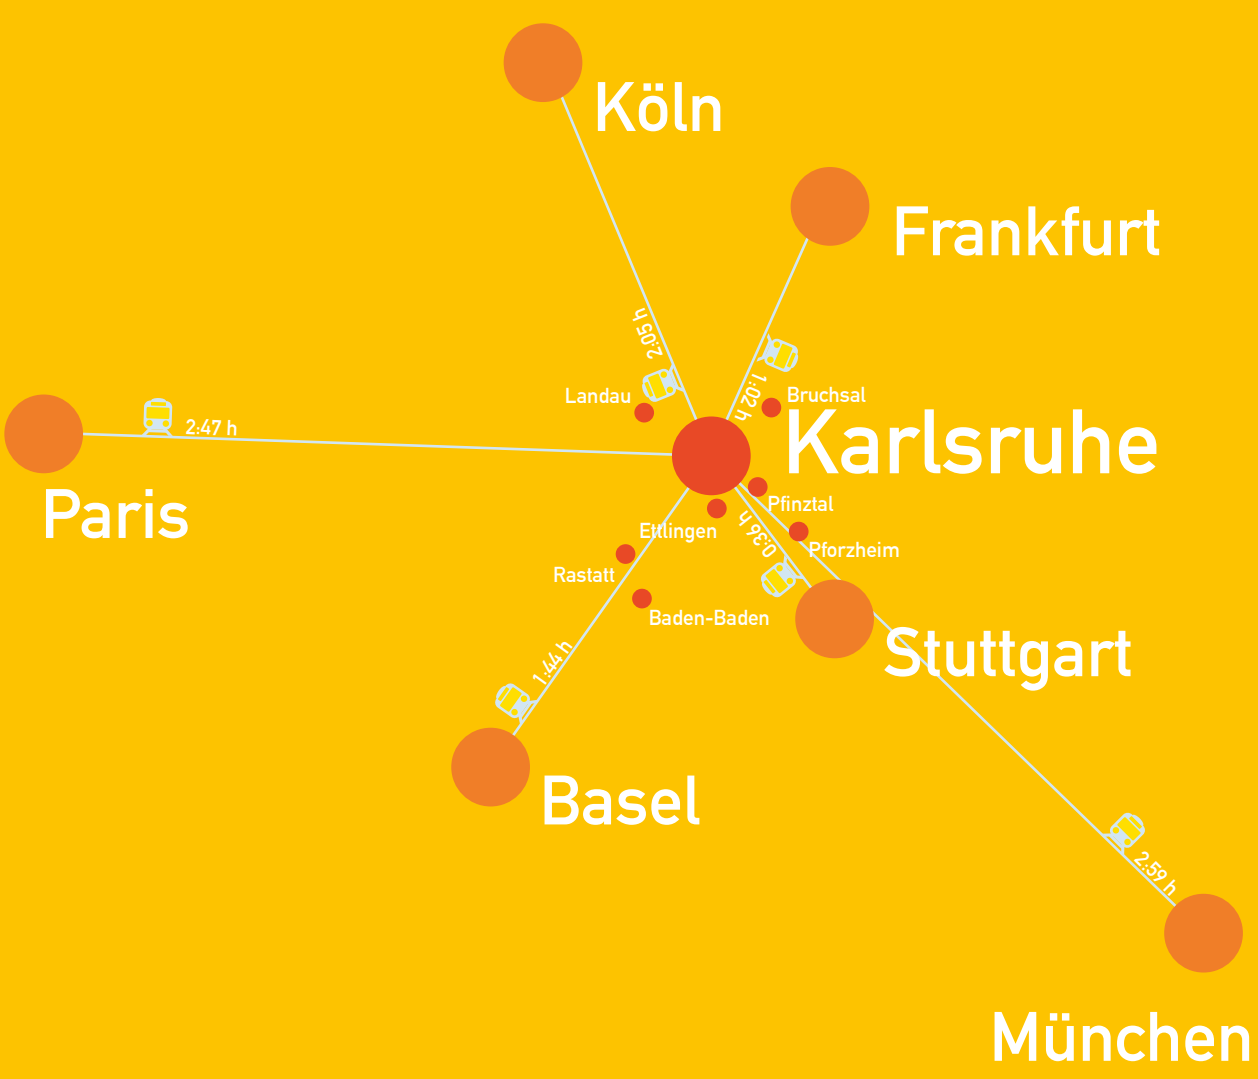 Köln
Frankfurt
2:05 h
1:02 h
Landau
Bruchsal
Karlsruhe
2:47 h
Paris
Pfinztal
Ettlingen
0:36 h
Pforzheim
Rastatt
Baden-Baden
Stuttgart
1:44 h
Basel
2:59 h
München